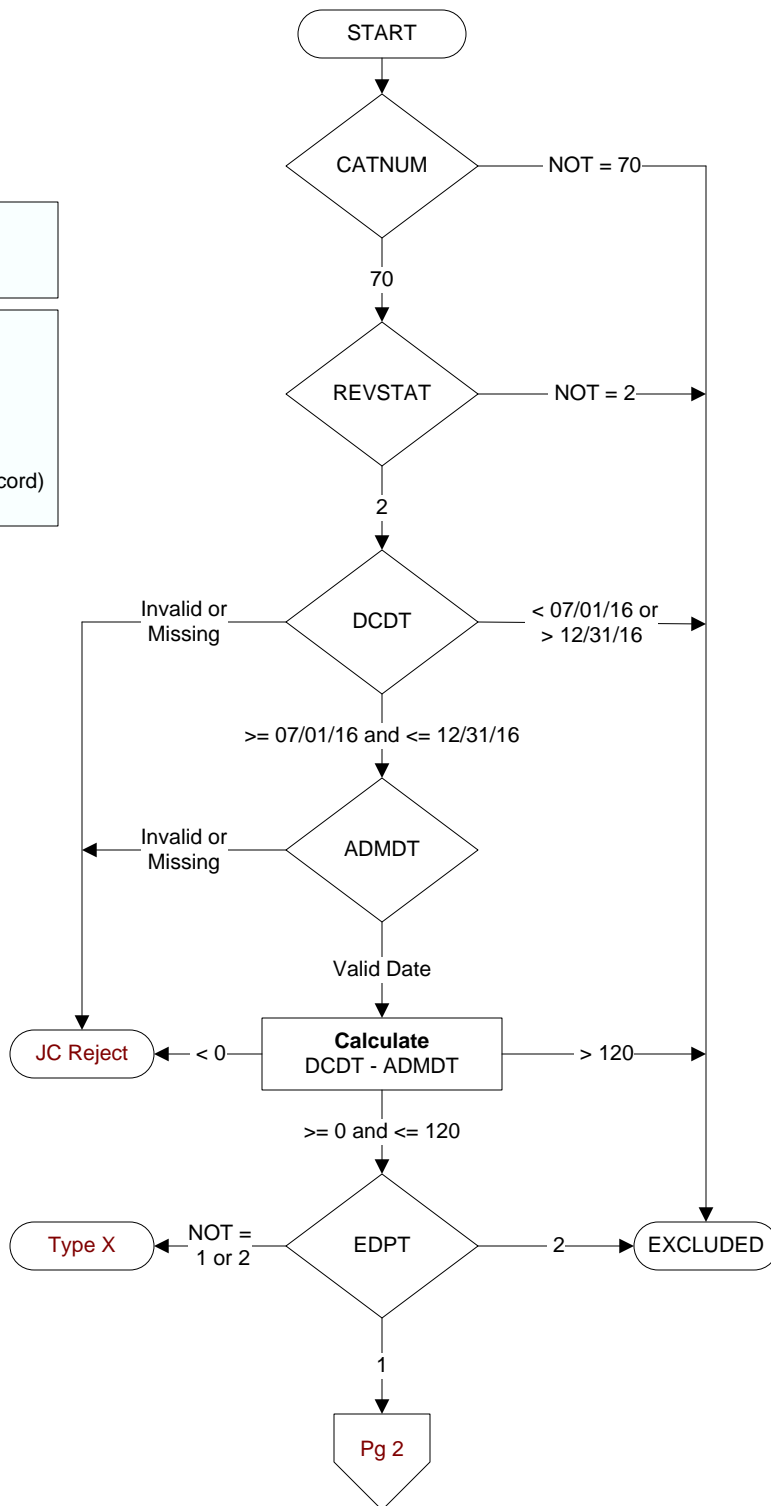 START
CATNUM
NOT = 70
70
REVSTAT
NOT = 2
cord)
2
Invalid or
Missing
DCDT
< 07/01/16 or
> 12/31/16
>= 07/01/16 and <= 12/31/16
Invalid or
Missing
ADMDT
Valid Date
JC Reject
< 0
Calculate
DCDT - ADMDT
> 120
>= 0 and <= 120
Type X
NOT =
1 or 2
EDPT
2
EXCLUDED
1
Pg 2